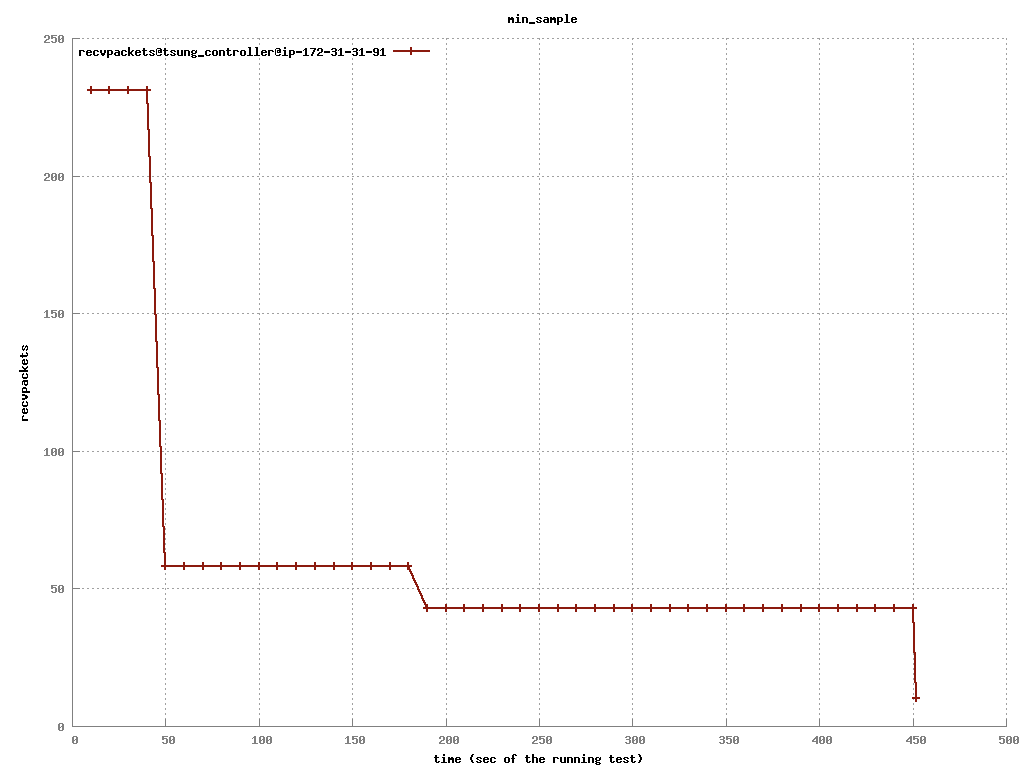 min_sample
recvpackets@tsung_controller@ip-172-31-31-91
250
200
150
100
50
0
recvpackets
0 50 100 150 200 250 300 350 400 450 500
time (sec of the running test)